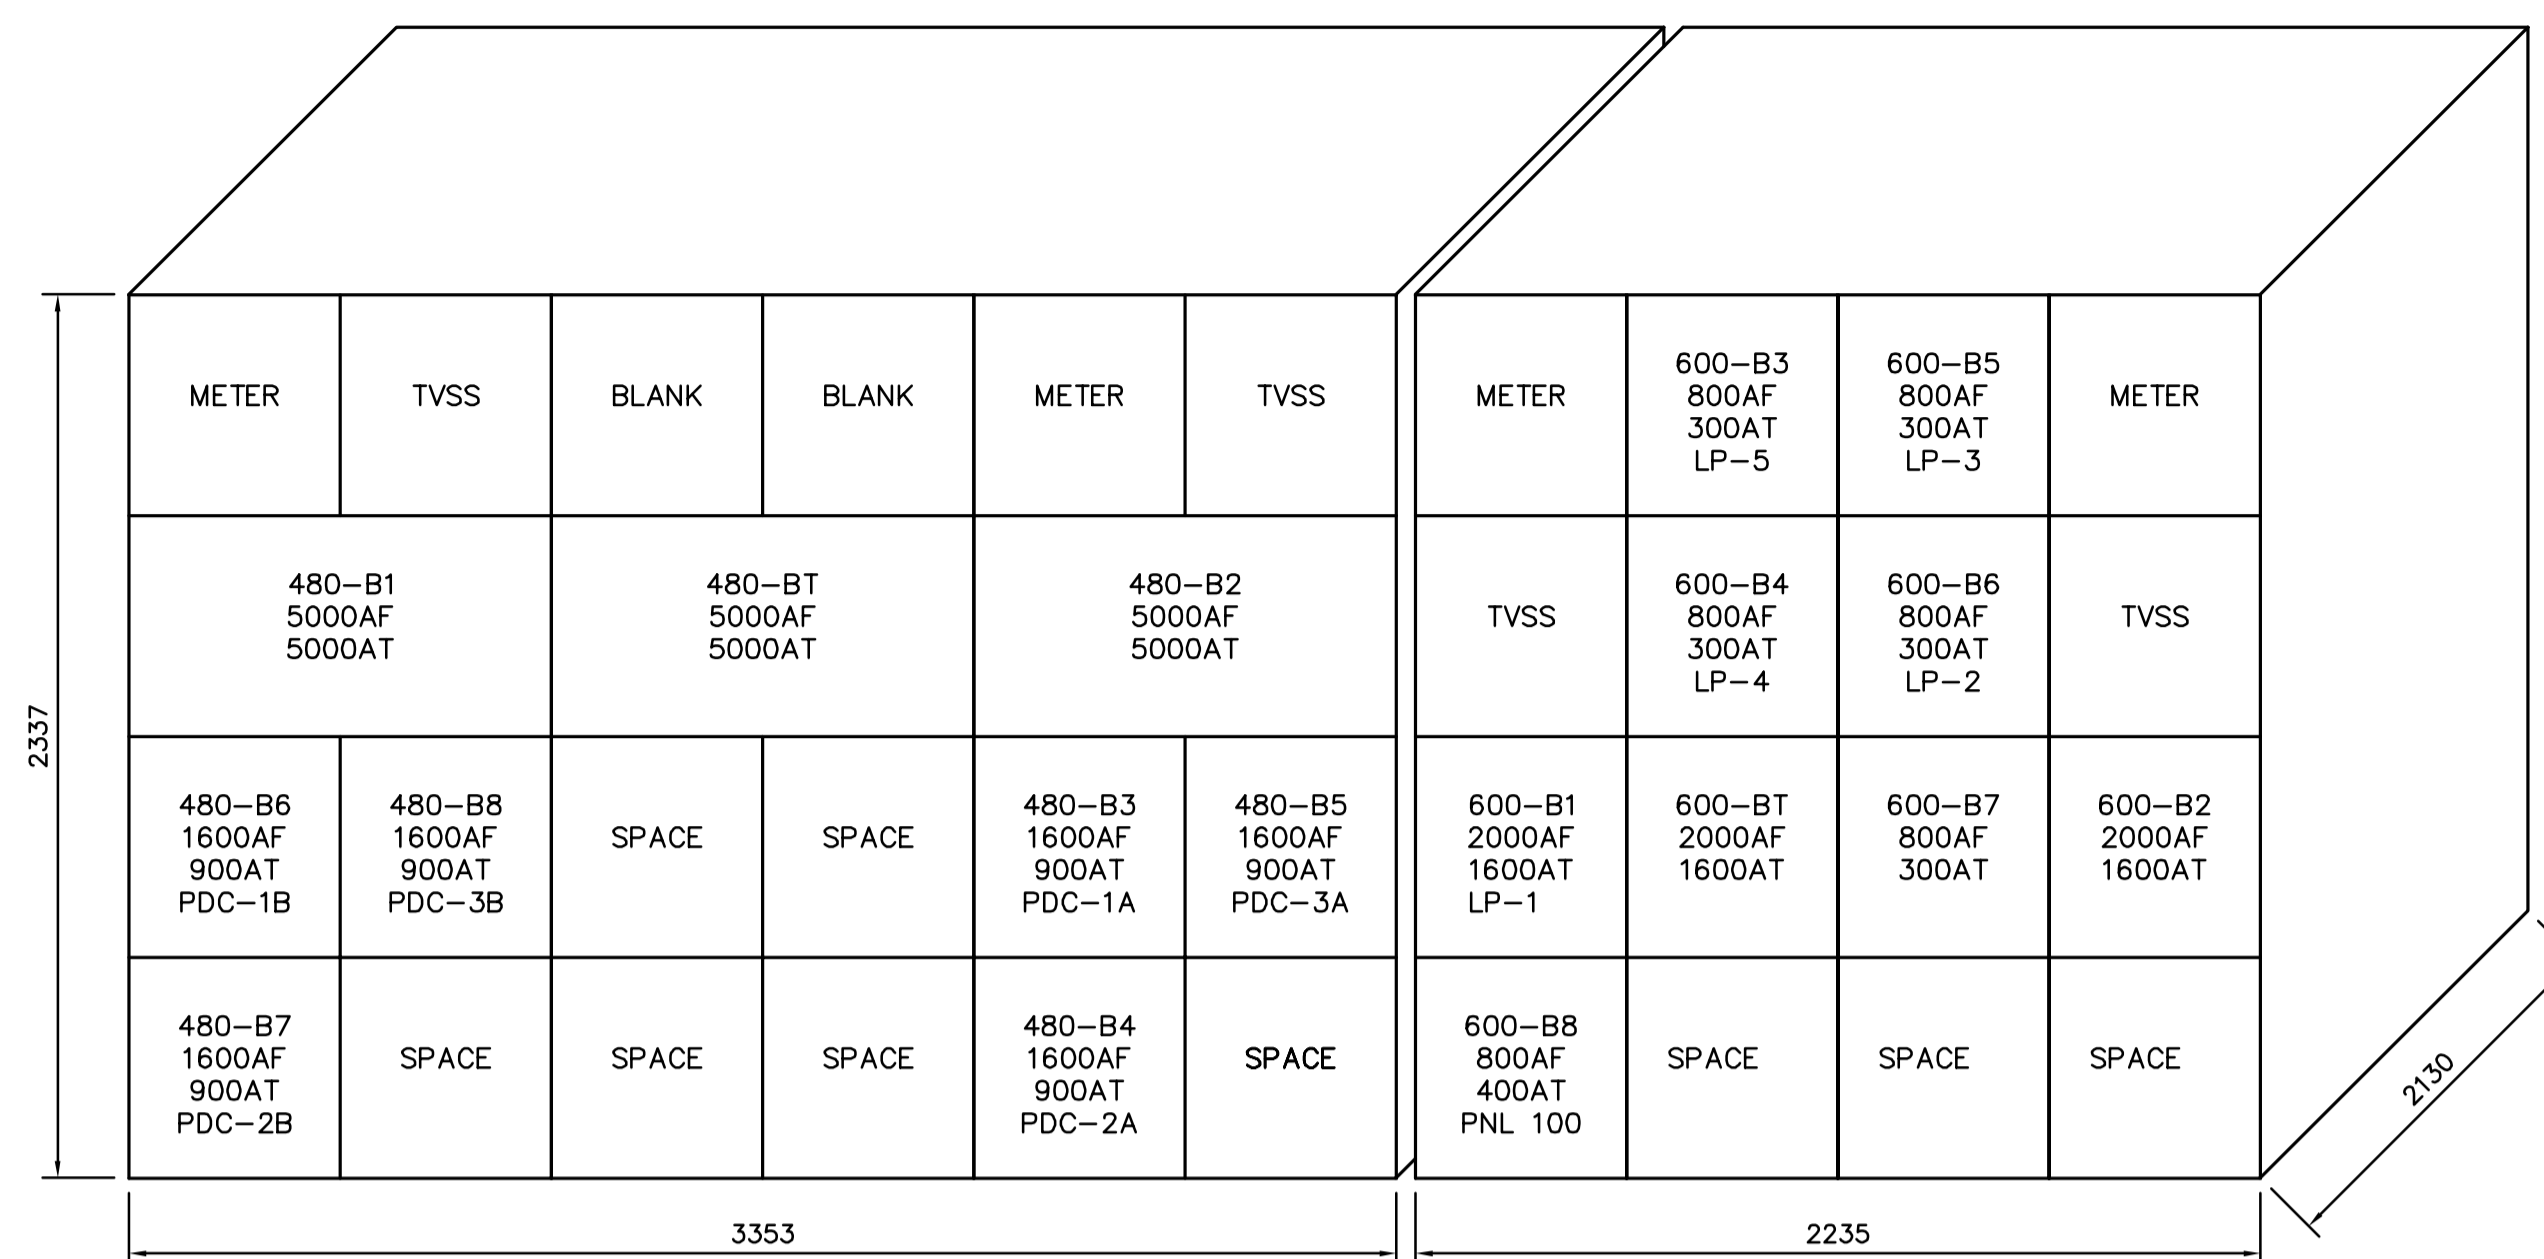 METER
TVSS
BLANK
BLANK
METER
TVSS
480-B1
5000AF
5000AT
480-BT
5000AF
5000AT
480-B2
5000AF
5000AT
480-B6
1600AF
900AT
PDC-1B
480-B8
1600AF
900AT
PDC-3B
SPACE
SPACE
480-B3
1600AF
900AT
PDC-1A
480-B5
1600AF
900AT
PDC-3A
480-B7
1600AF
900AT
PDC-2B
SPACE
SPACE
SPACE
480-B4
1600AF
900AT
PDC-2A
SPACE
METER
600-B3
800AF
300AT
LP-5
600-B5
800AF
300AT
LP-3
METER
TVSS
600-B4
800AF
300AT
LP-4
600-B6
800AF
300AT
LP-2
TVSS
600-B1
2000AF
1600AT
LP-1
600-BT
2000AF
1600AT
600-B7
800AF
300AT
600-B2
2000AF
1600AT
600-B8
800AF
400AT
PNL 100
SPACE
SPACE
SPACE
2337
3353
2235
2130